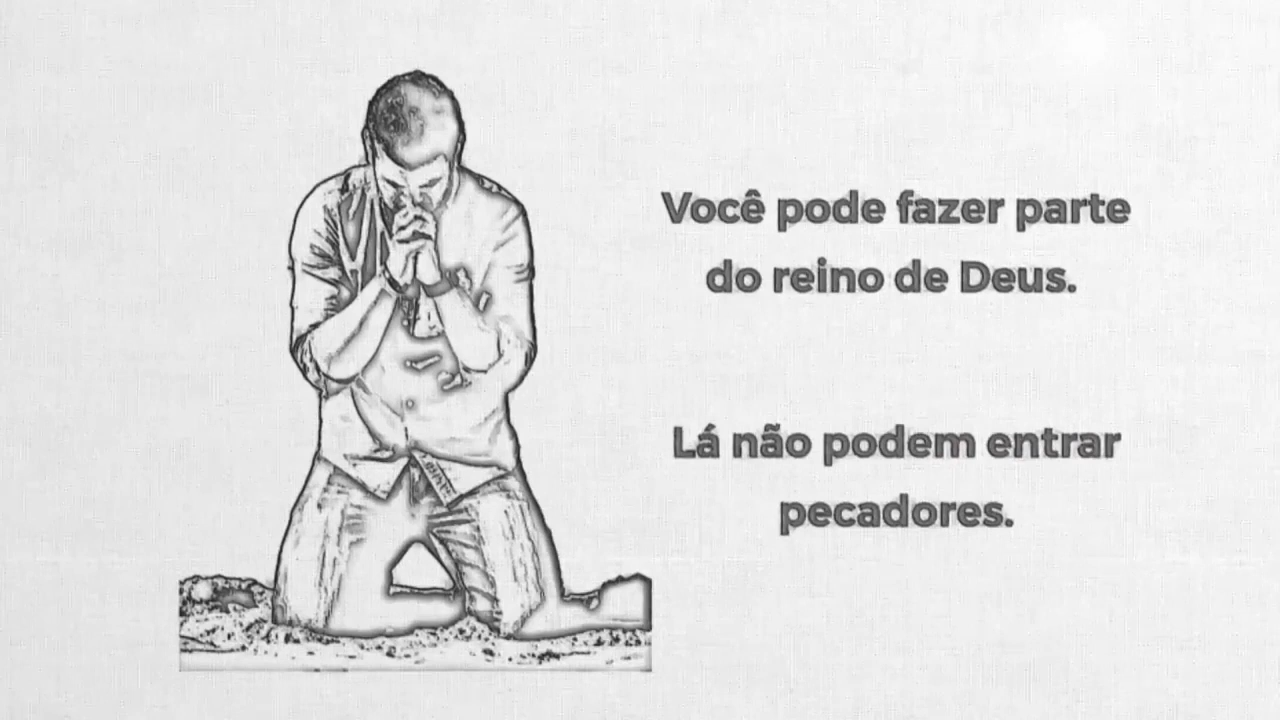 Você pode fazer parte
do reino de Deus.
Lá não podem entrar
pecadores.